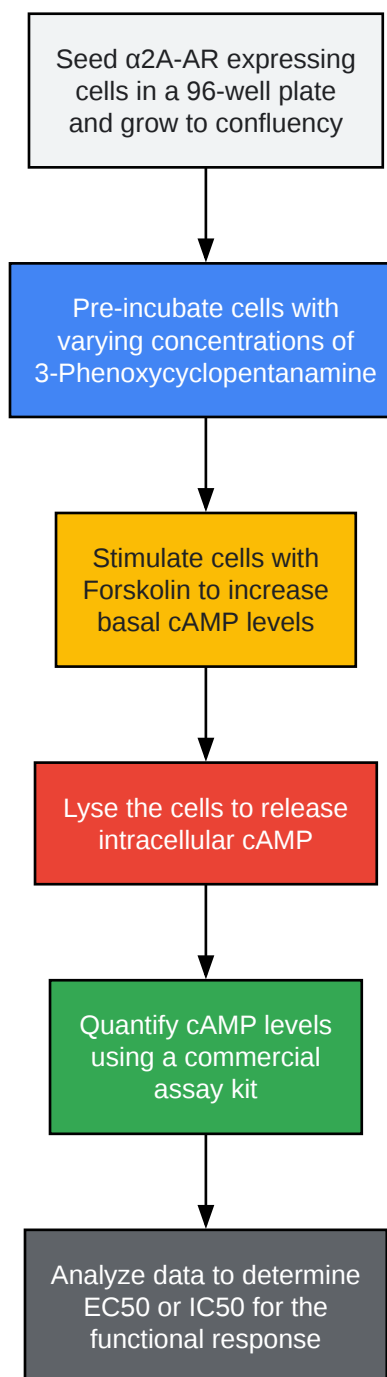 Seed α2A-AR expressing
cells in a 96-well plate
and grow to confluency
Pre-incubate cells with
varying concentrations of
3-Phenoxycyclopentanamine
Stimulate cells with
Forskolin to increase
basal cAMP levels
Lyse the cells to release
intracellular cAMP
Quantify cAMP levels
using a commercial
assay kit
Analyze data to determine
EC50 or IC50 for the
functional response